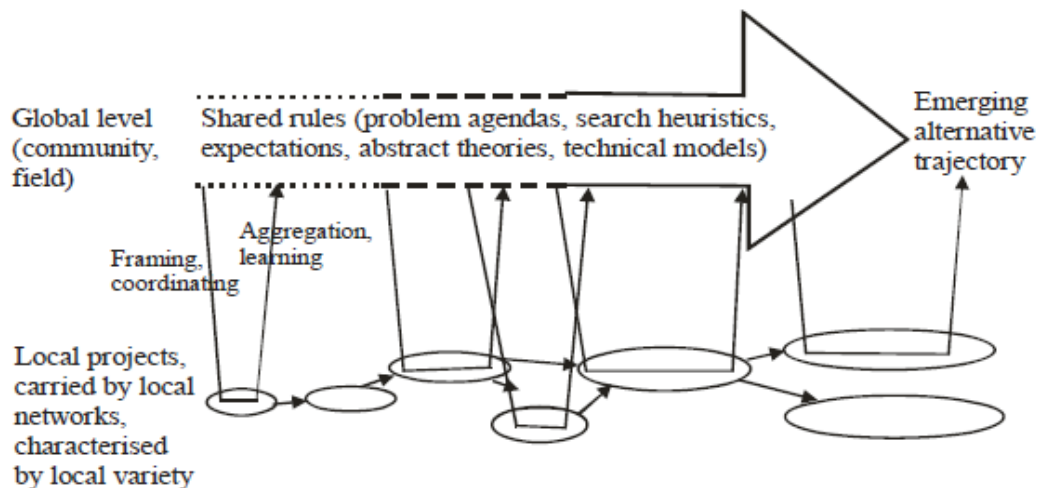 Global level
(community,
field)
Shared rules (problem agendas, search heuristics,
expectations, abstract theories, technical models)
Emerging
alternative
trajectory
Aggregation,
learning
Framing,
coordinating
Local projects,
carried by local
networks,
characterised
by local variety